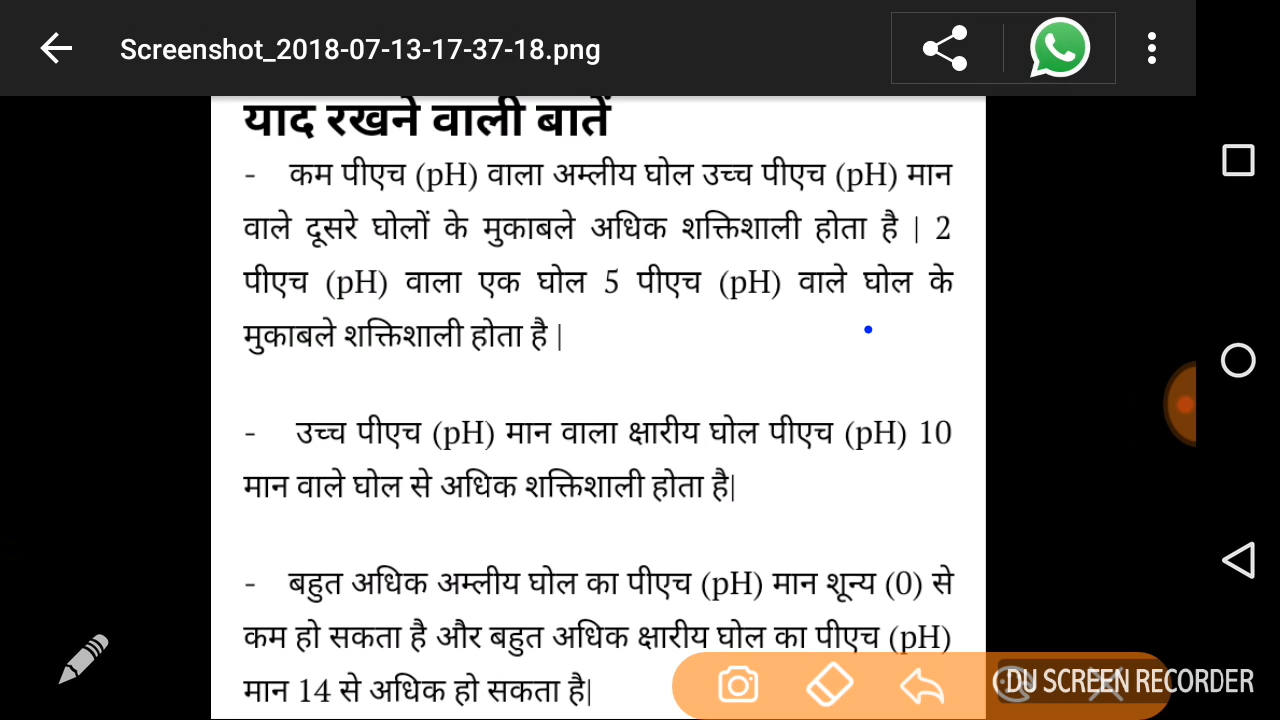 Screenshot_2018-07-13-17-37-18.png
याद रखने वाली बातें
- कम पीएच (pH) वाला अम्लीय घोल उच्च पीएच (pH) मान
वाले दूसरे घोलों के मुकाबले अधिक शक्तिशाली होता है | 2
पीएच (pH) वाला एक घोल 5 पीएच (pH) वाले घोल के
मुकाबले शक्तिशाली होता है |
- उच्च पीएच (pH) मान वाला क्षारीय घोल पीएच (pH) 10
मान वाले घोल से अधिक शक्तिशाली होता है|
- बहुत अधिक अम्लीय घोल का पीएच (pH) मान शून्य (0) से
कम हो सकता है और बहुत अधिक क्षारीय घोल का पीएच (pH)
मान 14 से अधिक हो सकता है|
DU SCREEN RECORDER